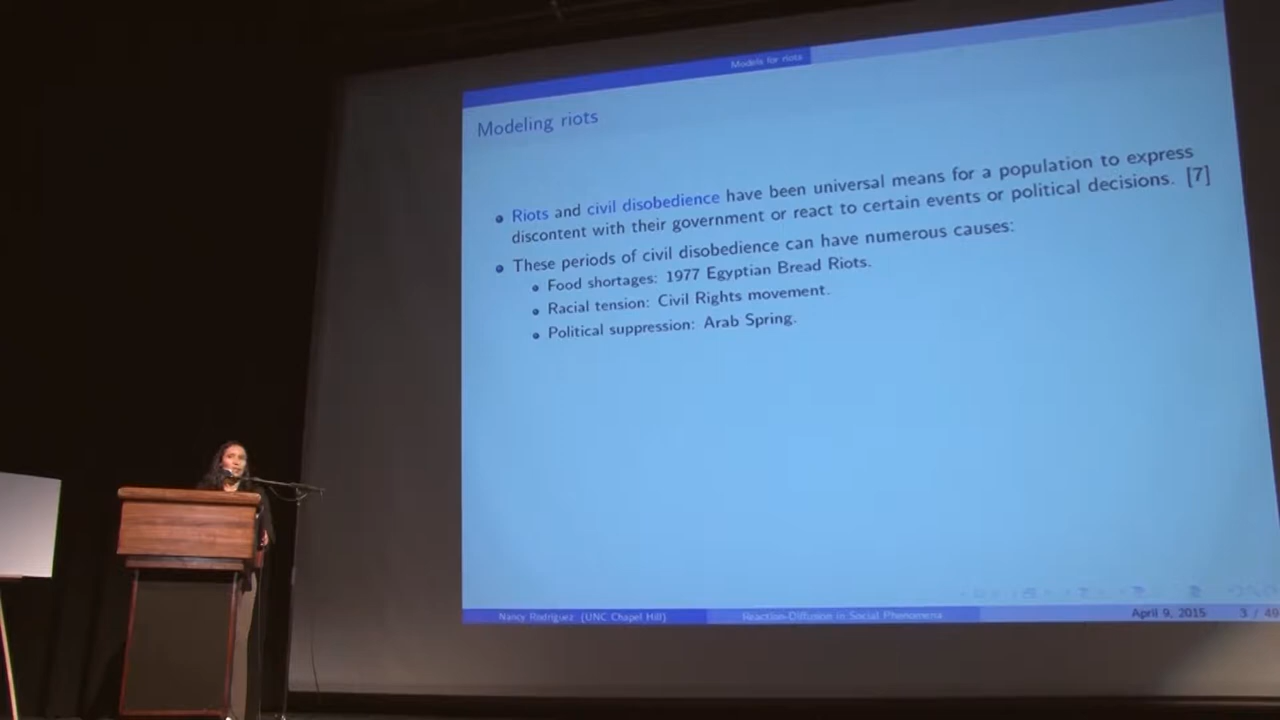 Models for riots
Modeling riots
Riots and civil disobedience have been universal means for a population to express
discontent with their government or react to certain events or political decisions. [7]
These periods of civil disobedience can have numerous causes:
Food shortages: 1977 Egyptian Bread Riots.
Racial tension: Civil Rights movement.
Political suppression: Arab Spring.
Nancy Rodríguez (UNC Chapel Hill) Reaction-Diffusion in Social Phenomena April 9, 2015 3 / 49